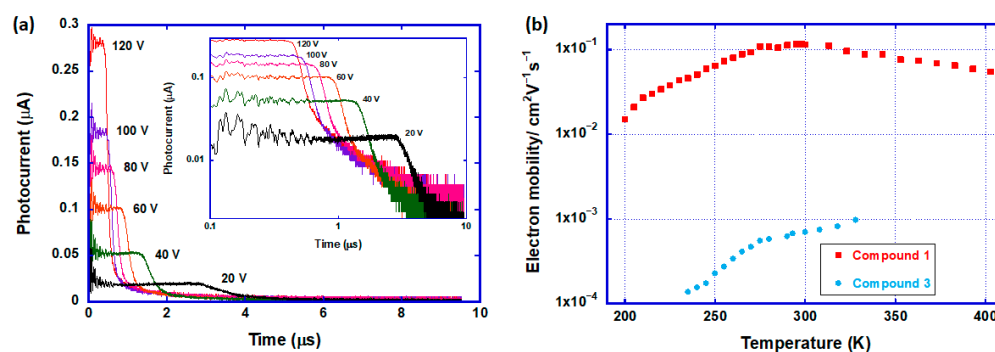 (a)
Photocurrent (μA)
0.3
0.25
0.2
0.15
0.1
0.05
0
120 V
100 V
80 V
60 V
40 V
20 V
0 2 4 6 8 10
Time (μs)
Photocurrent (μA)
0.1
0.01
120 V
100 V
80 V
60 V
40 V
20 V
0.1 1 10
Time (μs)
(b)
Electron mobility/ cm²V⁻¹s⁻¹
1x10⁻¹
1x10⁻²
1x10⁻³
1x10⁻⁴
Compound 1
Compound 3
200 250 300 350 400
Temperature (K)